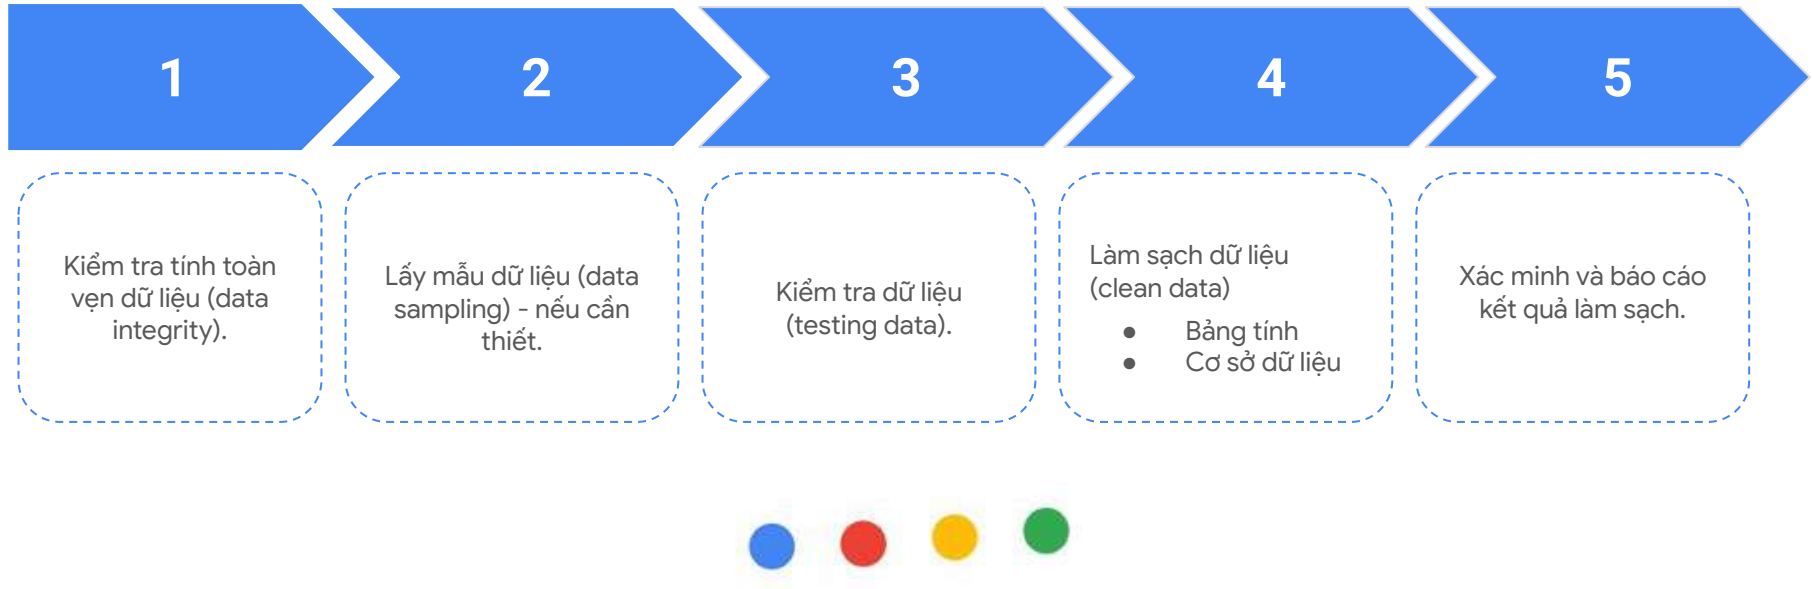 1
2
3
4
5
Kiểm tra tính toàn
vẹn dữ liệu (data
integrity).
Lấy mẫu dữ liệu (data
sampling) - nếu cần
thiết.
Kiểm tra dữ liệu
(testing data).
Làm sạch dữ liệu
(clean data)
● Bảng tính
● Cơ sở dữ liệu
Xác minh và báo cáo
kết quả làm sạch.